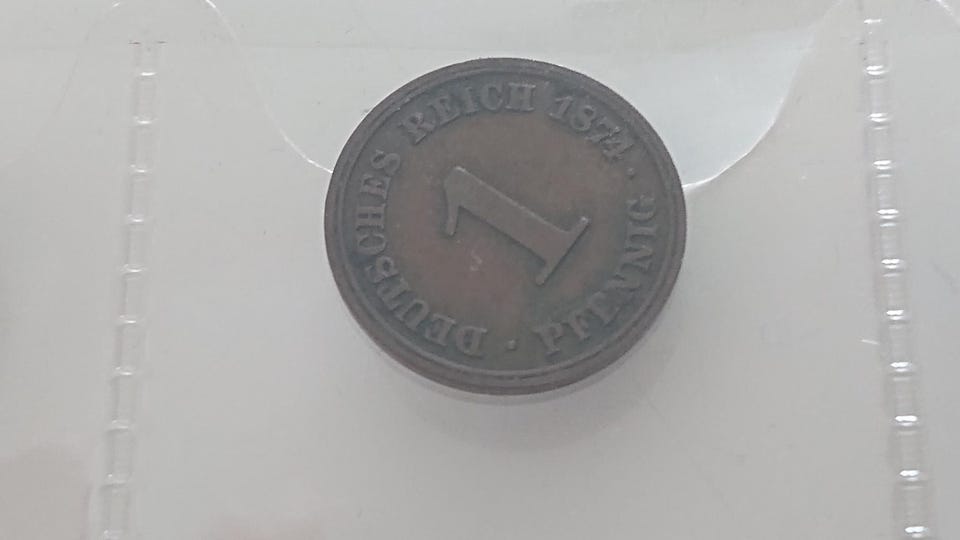 DEUTSCHES REICH 1874 · PFENNIG ·
1